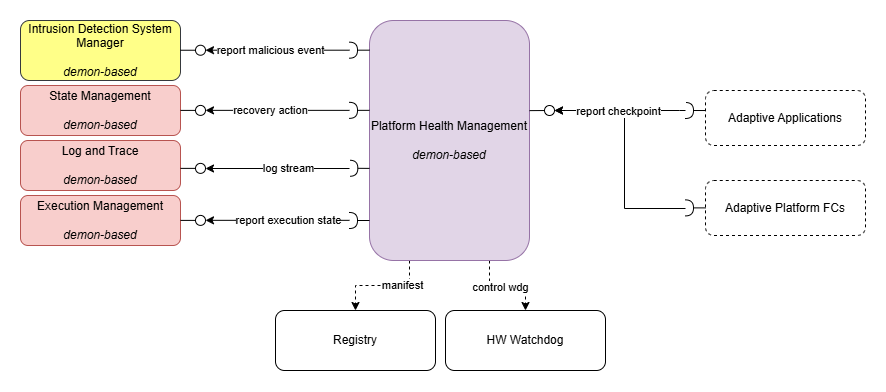 Intrusion Detection System
Manager
demon-based
report malicious event
State Management
demon-based
recovery action
Log and Trace
demon-based
log stream
Execution Management
demon-based
report execution state
Platform Health Management
demon-based
report checkpoint
Adaptive Applications
Adaptive Platform FCs
manifest
control wdg
Registry
HW Watchdog